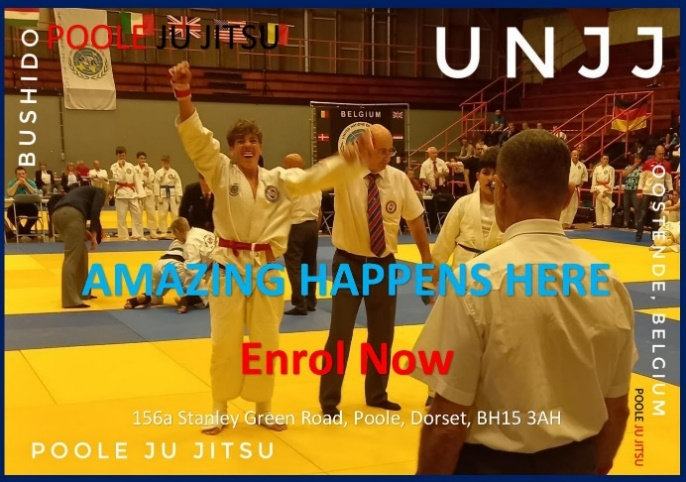 POOLE JU JITSU
UNJJ
BUSHIDO
BELGIUM
OOSTENDE, BELGIUM
AMAZING HAPPENS HERE
Enrol Now
156a Stanley Green Road, Poole, Dorset, BH15 3AH
POOLE JU JITSU
POOLE JU JITSU